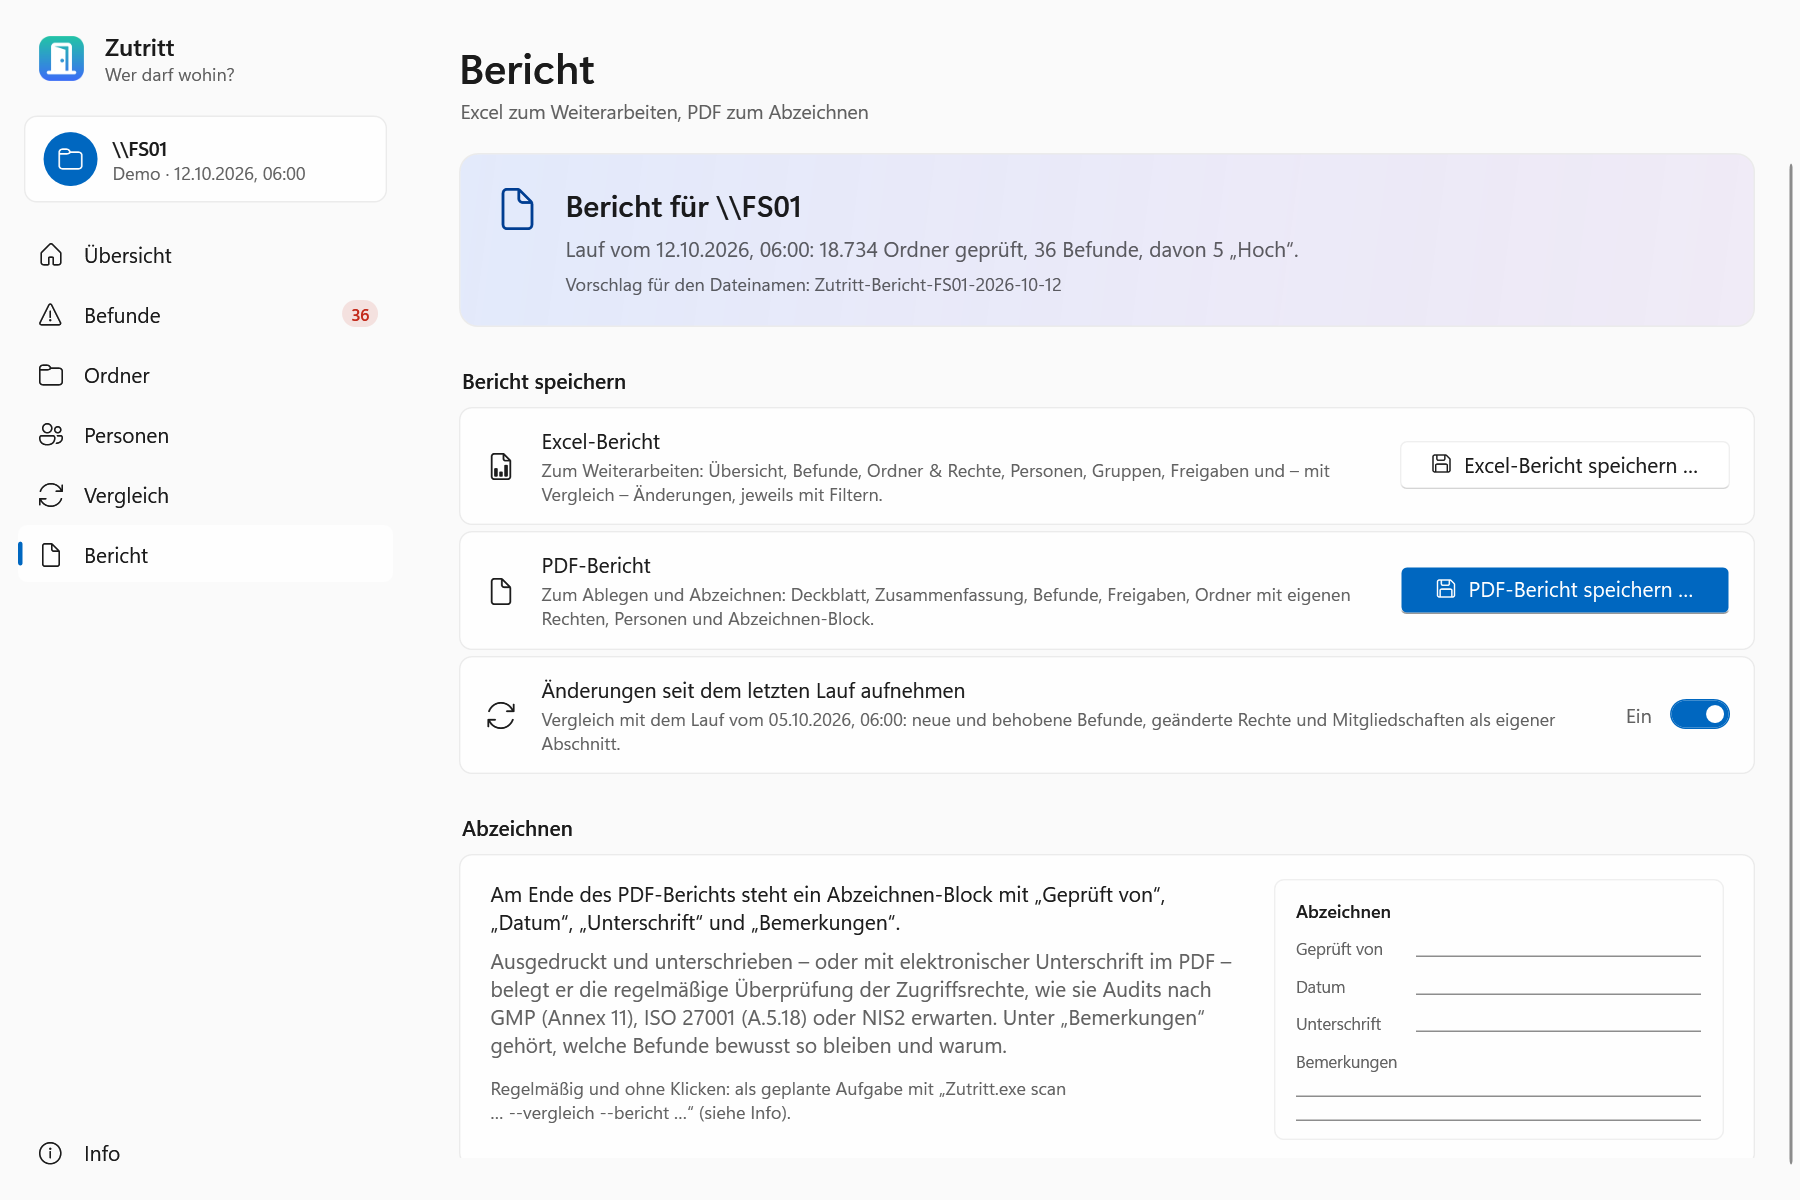 Zutritt
Wer darf wohin?
\\FS01
Demo · 12.10.2026, 06:00
Übersicht
Befunde
36
Ordner
Personen
Vergleich
Bericht
Info
Bericht
Excel zum Weiterarbeiten, PDF zum Abzeichnen
Bericht für \\FS01
Lauf vom 12.10.2026, 06:00: 18.734 Ordner geprüft, 36 Befunde, davon 5 „Hoch“.
Vorschlag für den Dateinamen: Zutritt-Bericht-FS01-2026-10-12
Bericht speichern
Excel-Bericht
Zum Weiterarbeiten: Übersicht, Befunde, Ordner & Rechte, Personen, Gruppen, Freigaben und – mit
Vergleich – Änderungen, jeweils mit Filtern.
Excel-Bericht speichern ...
PDF-Bericht
Zum Ablegen und Abzeichnen: Deckblatt, Zusammenfassung, Befunde, Freigaben, Ordner mit eigenen
Rechten, Personen und Abzeichnen-Block.
PDF-Bericht speichern ...
Änderungen seit dem letzten Lauf aufnehmen
Vergleich mit dem Lauf vom 05.10.2026, 06:00: neue und behobene Befunde, geänderte Rechte und Mitgliedschaften als eigener
Abschnitt.
Ein
Abzeichnen
Am Ende des PDF-Berichts steht ein Abzeichnen-Block mit „Geprüft von“,
„Datum“, „Unterschrift“ und „Bemerkungen“.
Ausgedruckt und unterschrieben – oder mit elektronischer Unterschrift im PDF –
belegt er die regelmäßige Überprüfung der Zugriffsrechte, wie sie Audits nach
GMP (Annex 11), ISO 27001 (A.5.18) oder NIS2 erwarten. Unter „Bemerkungen“
gehört, welche Befunde bewusst so bleiben und warum.
Regelmäßig und ohne Klicken: als geplante Aufgabe mit „Zutritt.exe scan
... --vergleich --bericht ...“ (siehe Info).
Abzeichnen
Geprüft von
Datum
Unterschrift
Bemerkungen